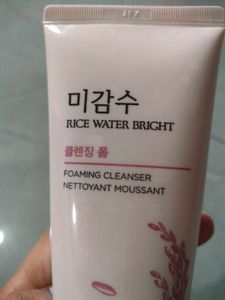 미감수
RICE WATER BRIGHT
클렌징 폼
FOAMING CLEANSER
NETTOYANT MOUSSANT